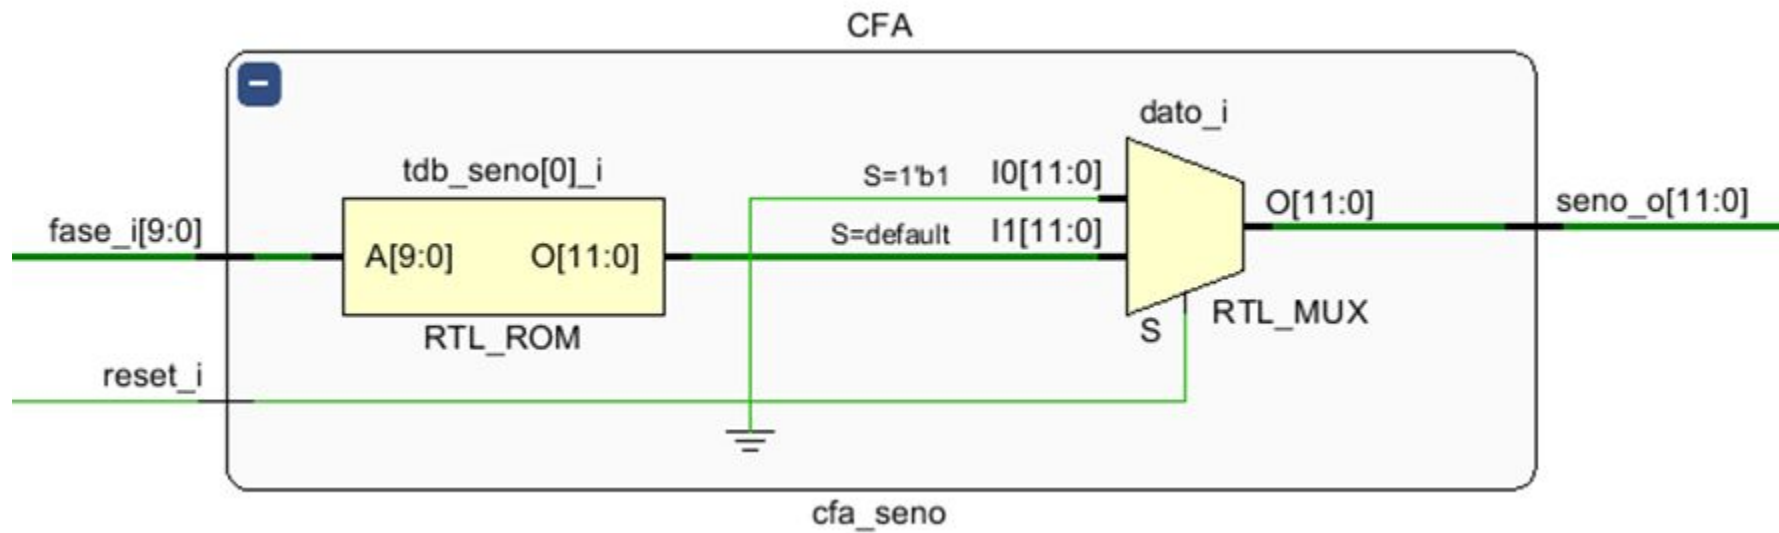 CFA
dato_i
tdb_seno[0]_i
S=1'b1
I0[11:0]
fase_i[9:0]
A[9:0]
O[11:0]
S=default
I1[11:0]
O[11:0]
seno_o[11:0]
RTL_ROM
S
RTL_MUX
reset_i
cfa_seno